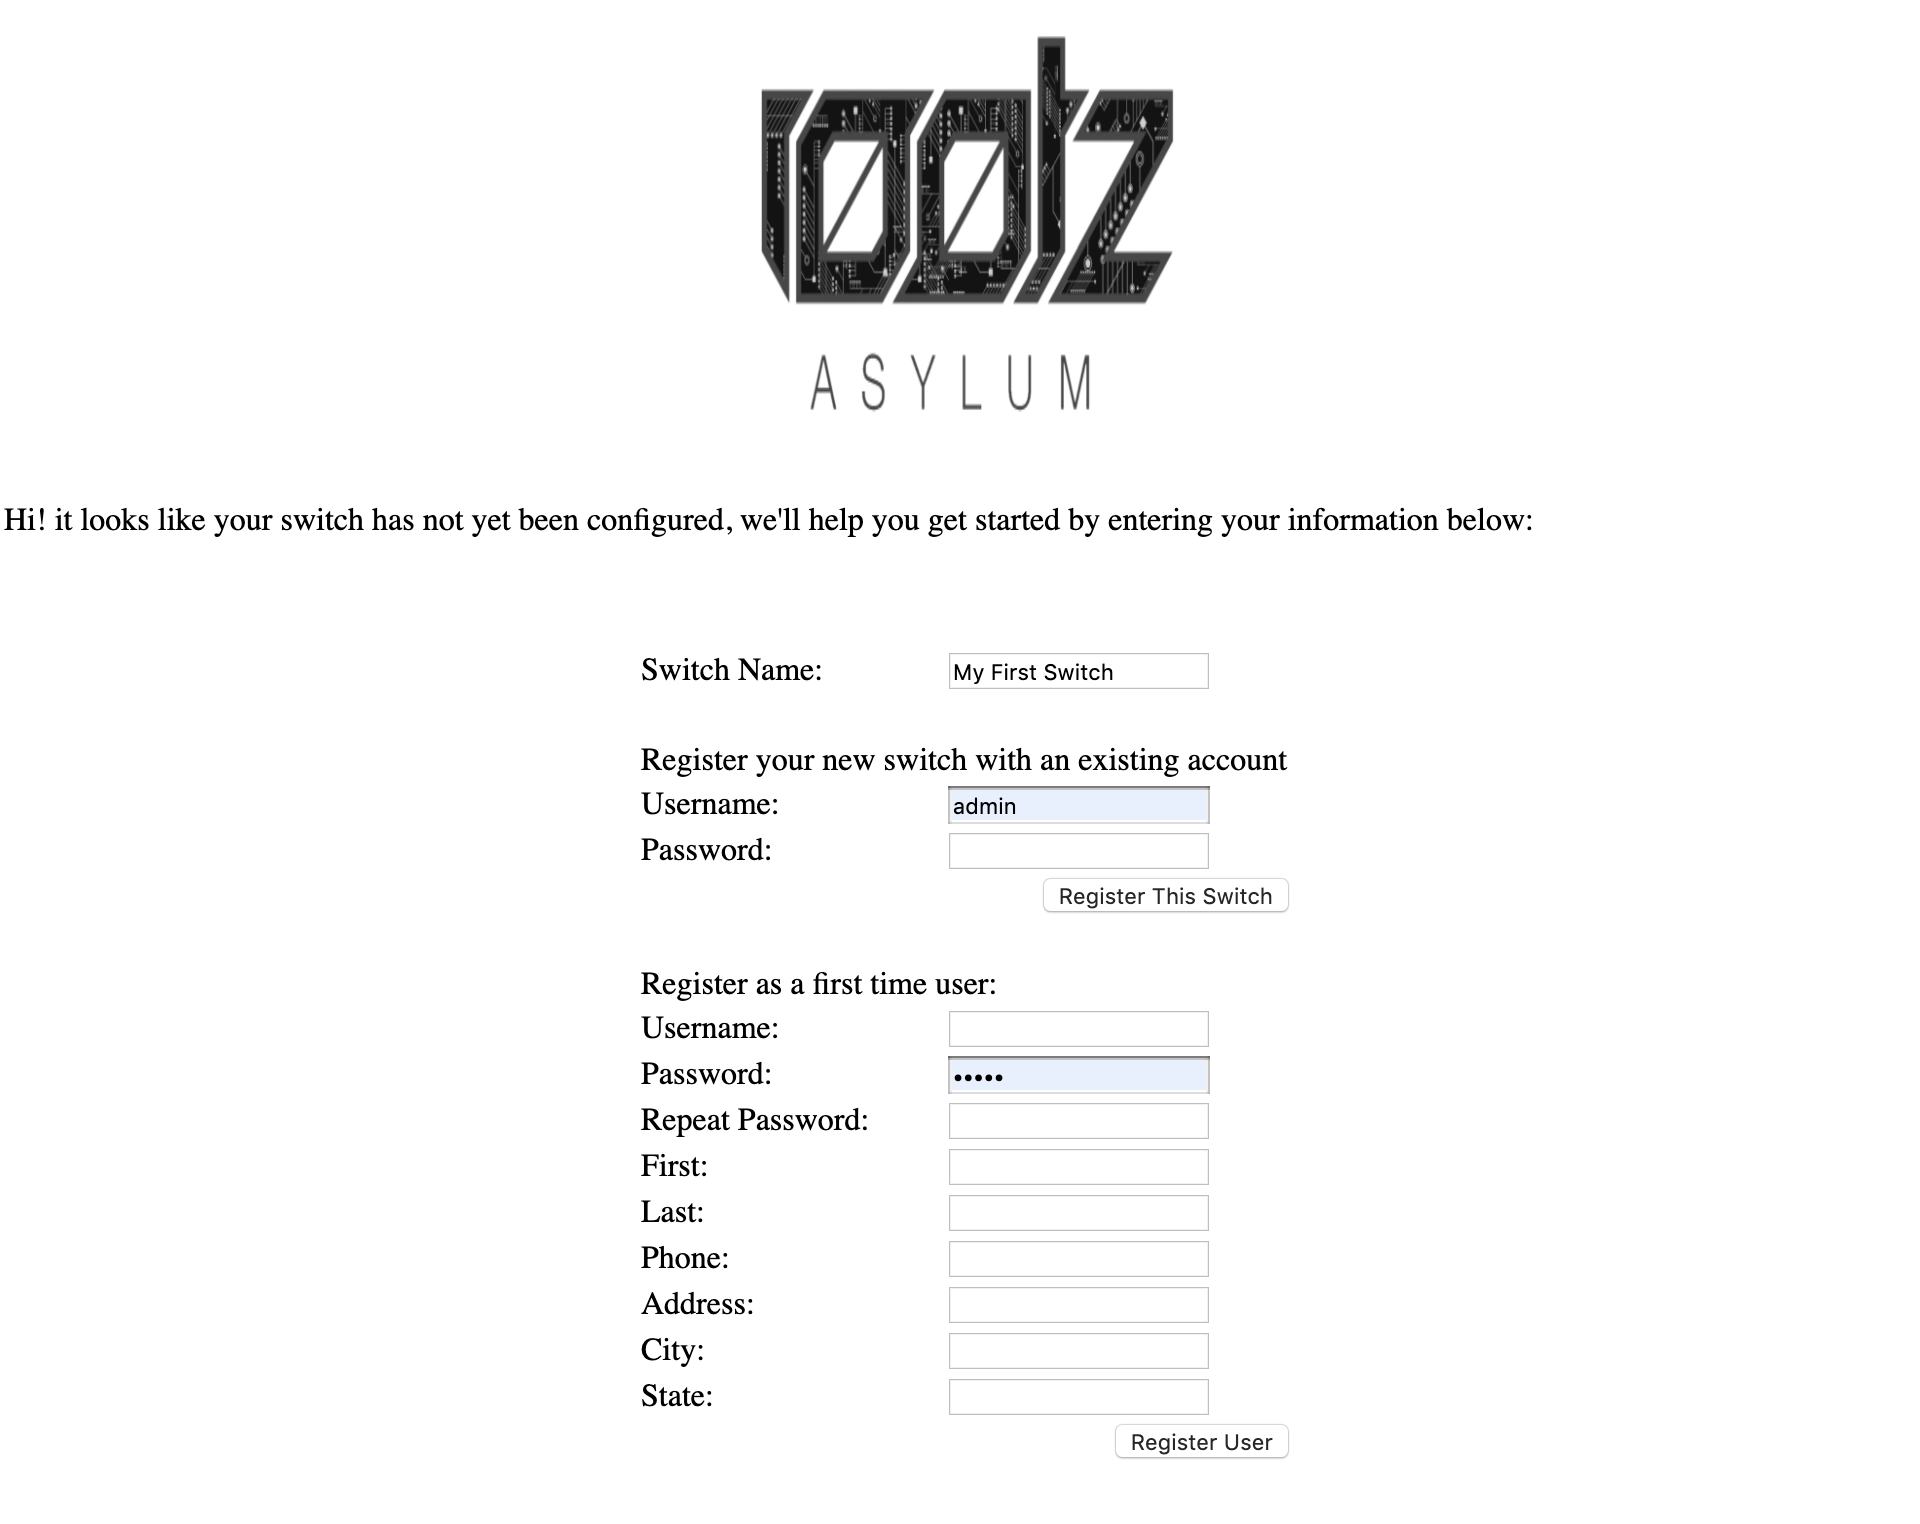 r00tz
ASYLUM
Hi! it looks like your switch has not yet been configured, we'll help you get started by entering your information below:
Switch Name: My First Switch
Register your new switch with an existing account
Username: admin
Password:
Register This Switch
Register as a first time user:
Username:
Password: •••••
Repeat Password:
First:
Last:
Phone:
Address:
City:
State:
Register User